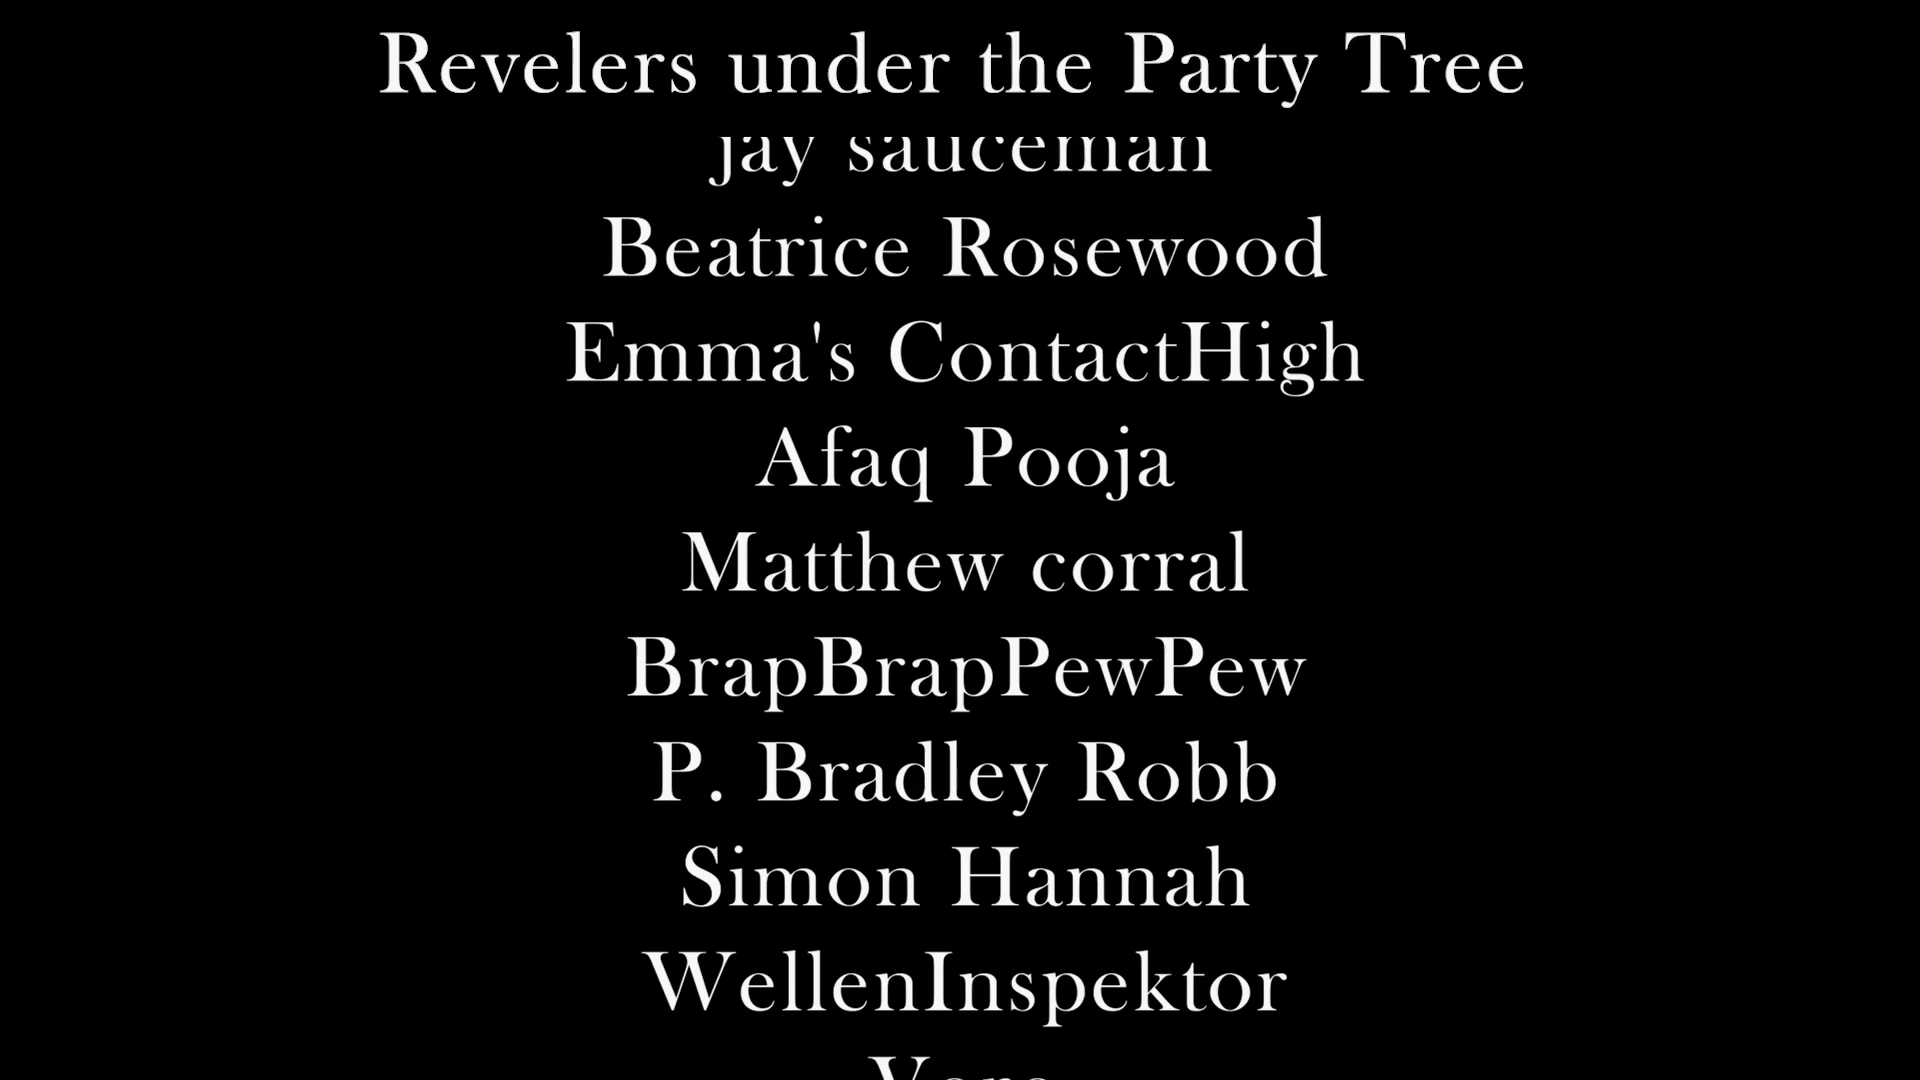 Revelers under the Party Tree
jay sauceman
Beatrice Rosewood
Emma's ContactHigh
Afaq Pooja
Matthew corral
BrapBrapPewPew
P. Bradley Robb
Simon Hannah
WellenInspektor